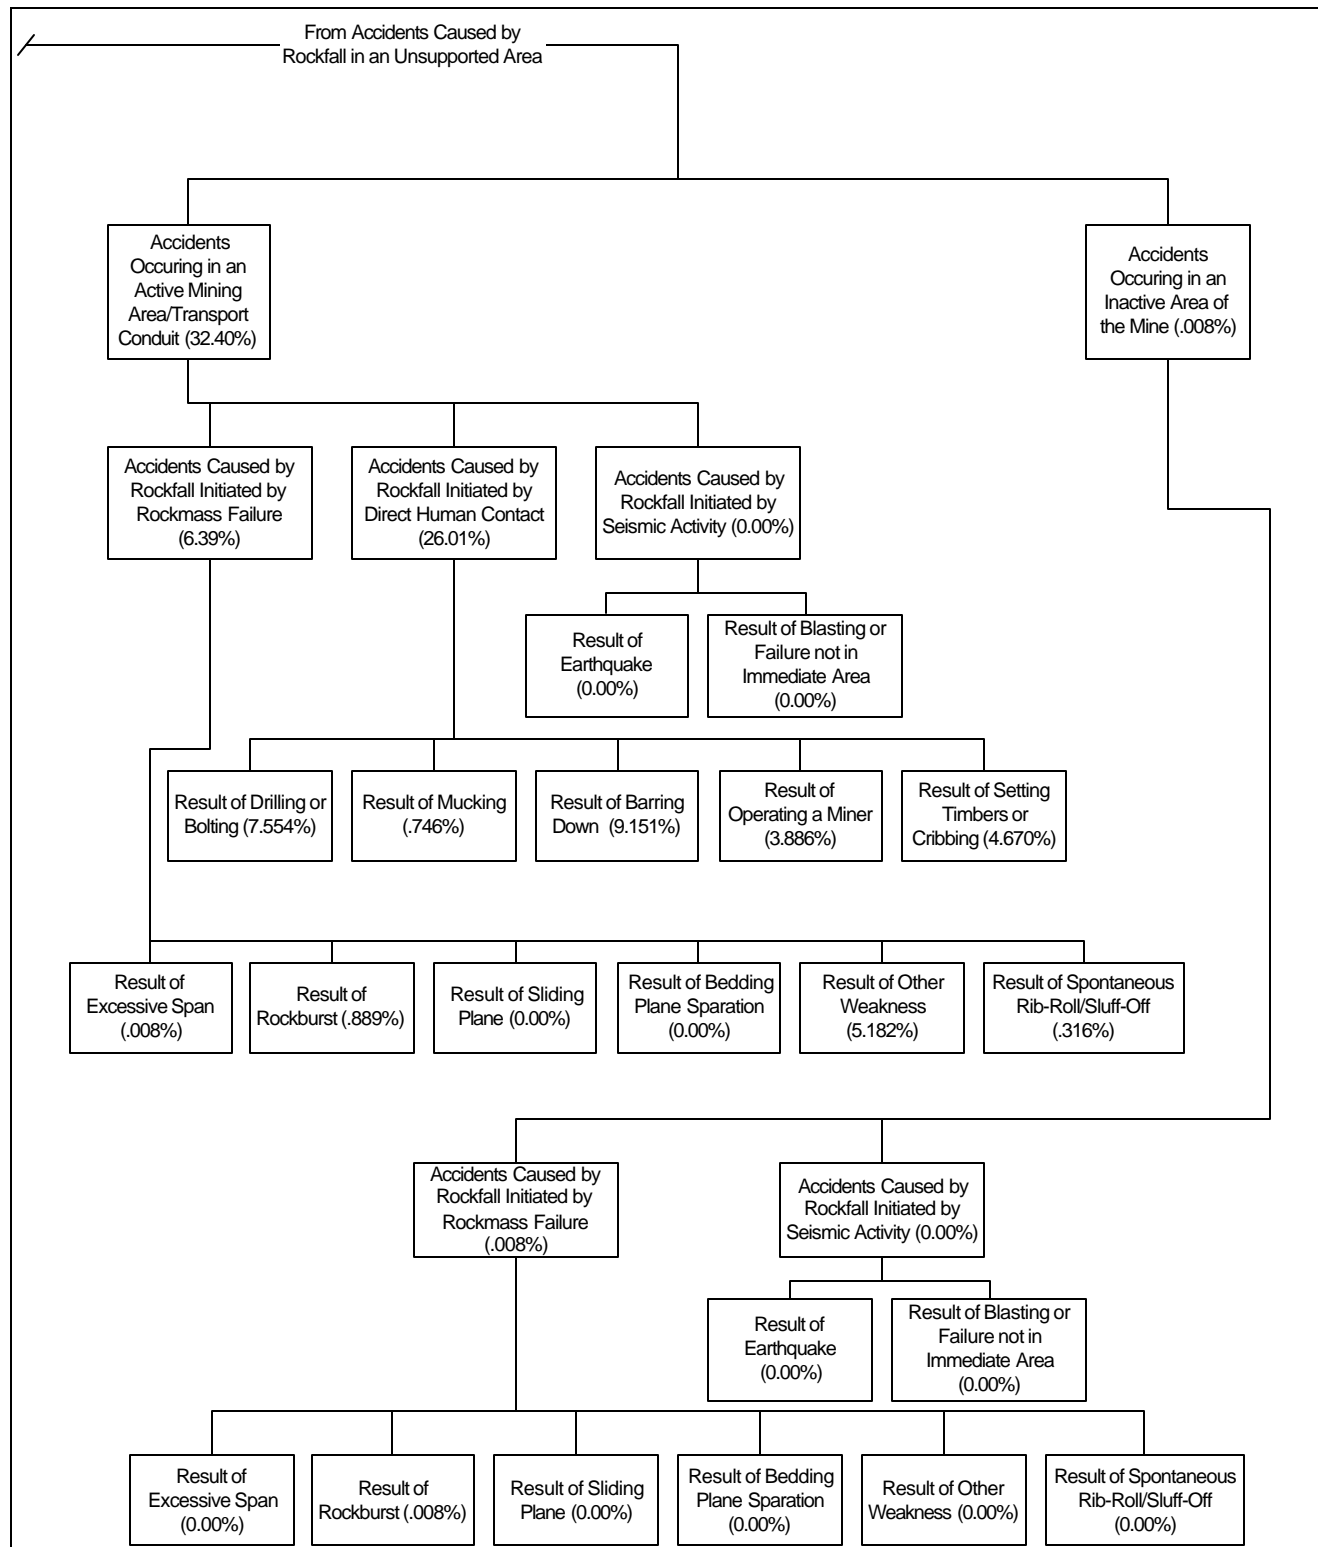 From Accidents Caused by
Rockfall in an Unsupported Area
Accidents
Occuring in an
Active Mining
Area/Transport
Conduit (32.40%)
Accidents
Occuring in an
Inactive Area of
the Mine (.008%)
Accidents Caused by
Rockfall Initiated by
Rockmass Failure
(6.39%)
Accidents Caused by
Rockfall Initiated by
Direct Human Contact
(26.01%)
Accidents Caused by
Rockfall Initiated by
Seismic Activity (0.00%)
Result of
Earthquake
(0.00%)
Result of Blasting or
Failure not in
Immediate Area
(0.00%)
Result of Drilling or
Bolting (7.554%)
Result of Mucking
(.746%)
Result of Barring
Down (9.151%)
Result of
Operating a Miner
(3.886%)
Result of Setting
Timbers or
Cribbing (4.670%)
Result of
Excessive Span
(.008%)
Result of
Rockburst (.889%)
Result of Sliding
Plane (0.00%)
Result of Bedding
Plane Sparation
(0.00%)
Result of Other
Weakness
(5.182%)
Result of Spontaneous
Rib-Roll/Sluff-Off
(.316%)
Accidents Caused by
Rockfall Initiated by
Rockmass Failure
(.008%)
Accidents Caused by
Rockfall Initiated by
Seismic Activity (0.00%)
Result of
Earthquake
(0.00%)
Result of Blasting or
Failure not in
Immediate Area
(0.00%)
Result of
Excessive Span
(0.00%)
Result of
Rockburst (.008%)
Result of Sliding
Plane (0.00%)
Result of Bedding
Plane Sparation
(0.00%)
Result of Other
Weakness (0.00%)
Result of Spontaneous
Rib-Roll/Sluff-Off
(0.00%)